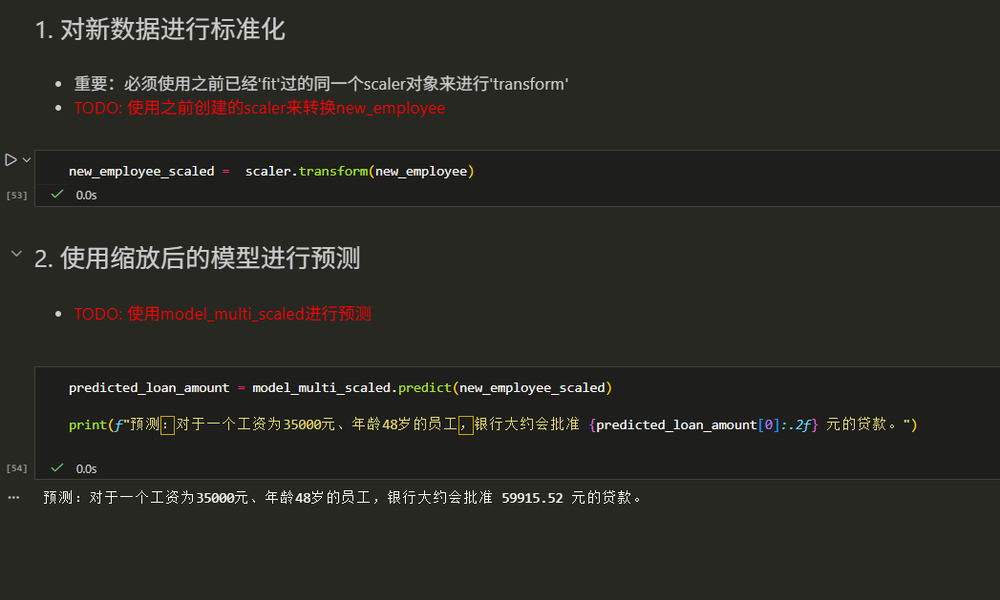 1. 对新数据进行标准化
• 重要：必须使用之前已经'fit'过的同一个scaler对象来进行'transform'
• TODO: 使用之前创建的scaler来转换new_employee
new_employee_scaled =  scaler.transform(new_employee)
[53] 0.0s
2. 使用缩放后的模型进行预测
• TODO: 使用model_multi_scaled进行预测
predicted_loan_amount = model_multi_scaled.predict(new_employee_scaled)
print(f"预测：对于一个工资为35000元、年龄48岁的员工，银行大约会批准 {predicted_loan_amount[0]:.2f} 元的贷款。")
[54] 0.0s
... 预测：对于一个工资为35000元、年龄48岁的员工，银行大约会批准 59915.52 元的贷款。